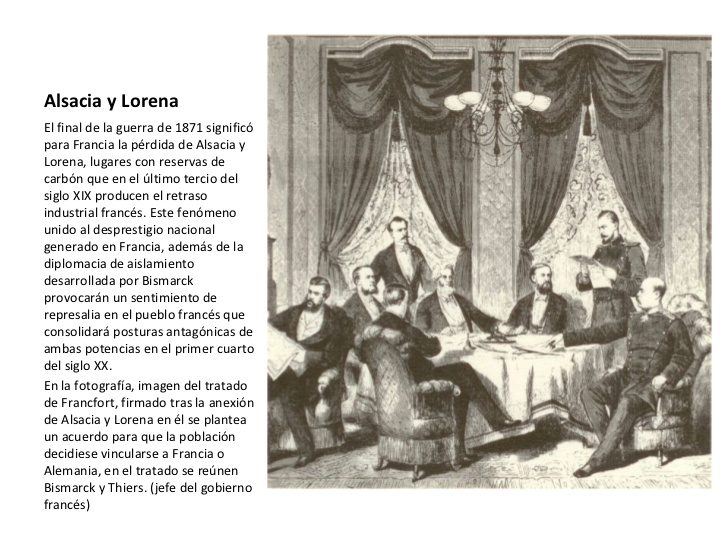 Alsacia y Lorena
El final de la guerra de 1871 significó
para Francia la pérdida de Alsacia y
Lorena, lugares con reservas de
carbón que en el último tercio del
siglo XIX producen el retraso
industrial francés. Este fenómeno
unido al desprestigio nacional
generado en Francia, además de la
diplomacia de aislamiento
desarrollada por Bismarck
provocarán un sentimiento de
represalia en el pueblo francés que
consolidará posturas antagónicas de
ambas potencias en el primer cuarto
del siglo XX.
En la fotografía, imagen del tratado
de Francfort, firmado tras la anexión
de Alsacia y Lorena en él se plantea
un acuerdo para que la población
decidiese vincularse a Francia o
Alemania, en el tratado se reúnen
Bismarck y Thiers. (jefe del gobierno
francés)